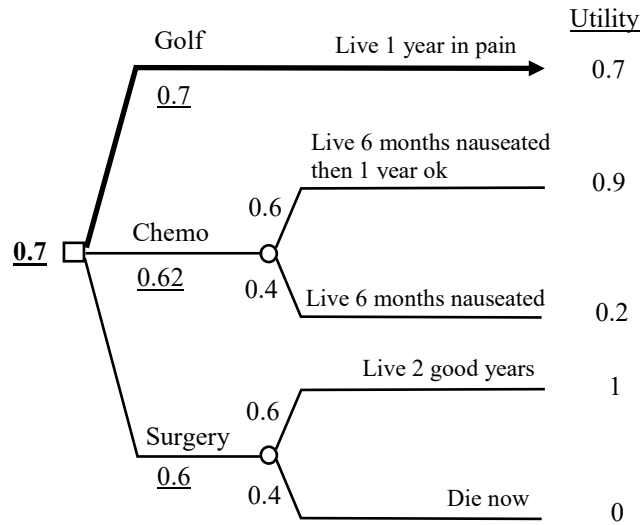 Utility
Golf
Live 1 year in pain
0.7
0.7
Live 6 months nauseated
then 1 year ok
0.9
0.6
Chemo
0.7
0.62
0.4
Live 6 months nauseated
0.2
Live 2 good years
1
0.6
Surgery
0.6
0.4
Die now
0